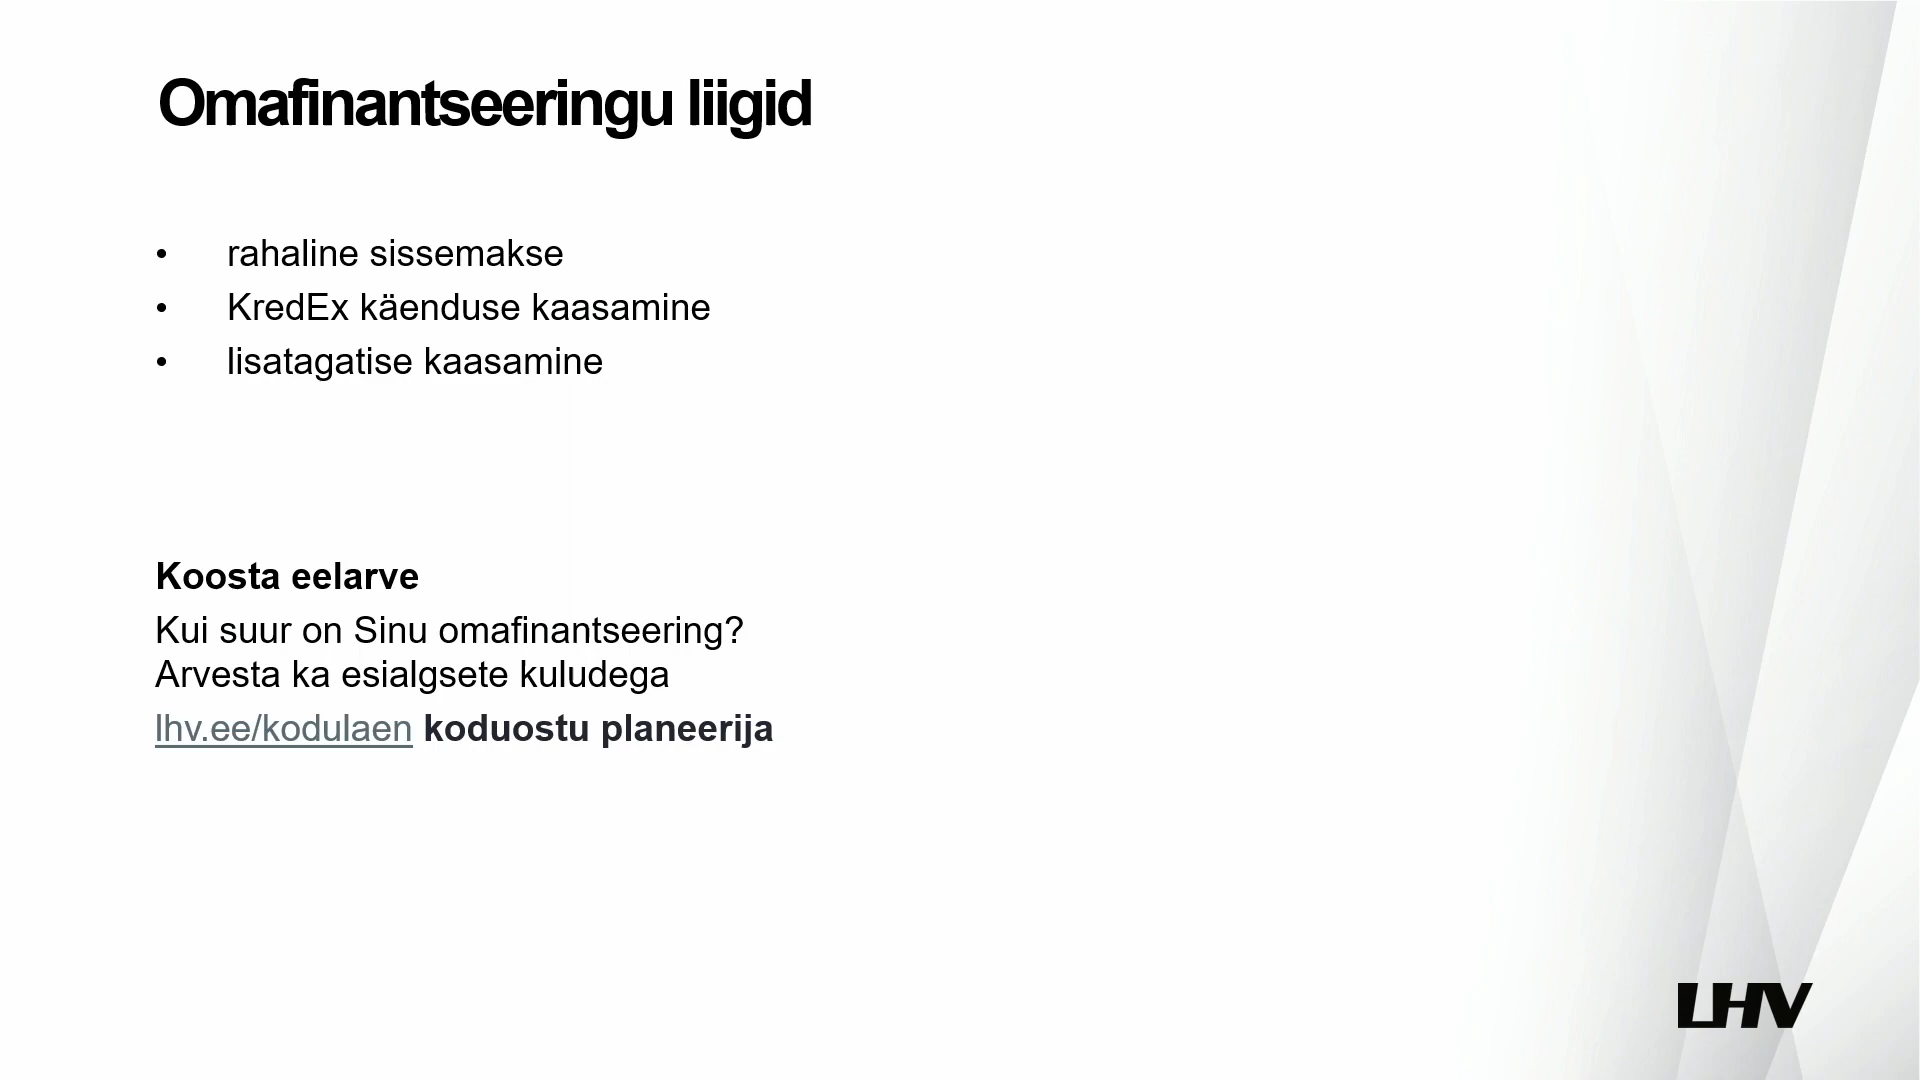 Omafinantseeringu liigid
• rahaline sissemakse
• KredEx käenduse kaasamine
• lisatagatise kaasamine
Koosta eelarve
Kui suur on Sinu omafinantseering?
Arvesta ka esialgsete kuludega
lhv.ee/kodulaen koduostu planeerija
LHV